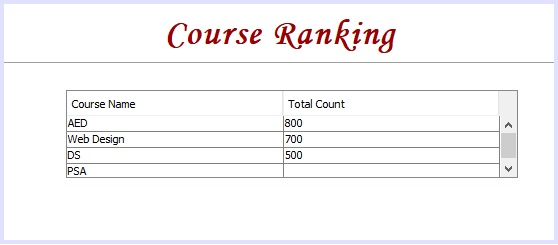 Course Ranking
Course Name Total Count
AED 800
Web Design 700
DS 500
PSA